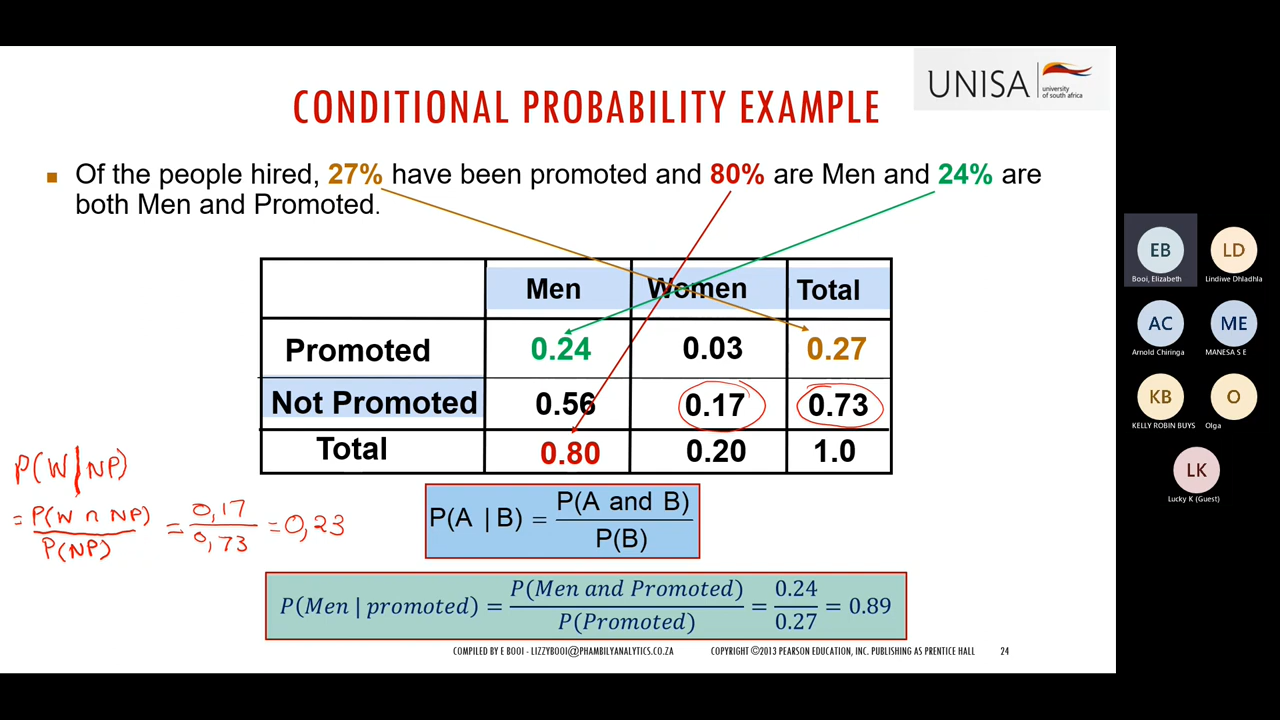 UNISA
university
of south africa
CONDITIONAL PROBABILITY EXAMPLE
Of the people hired, 27% have been promoted and 80% are Men and 24% are
both Men and Promoted.
Men Women Total
Promoted 0.24 0.03 0.27
Not Promoted 0.56 0.17 0.73
Total 0.80 0.20 1.0
P(W|NP)
= P(W ∩ NP) / P(NP) = 0,17 / 0,73 = 0,23
P(A | B) = P(A and B) / P(B)
P(Men | promoted) = P(Men and Promoted) / P(Promoted) = 0.24 / 0.27 = 0.89
COMPILED BY E BOOI - LIZZYBOOI@PHAMBILYANALYTICS.CO.ZA COPYRIGHT ©2013 PEARSON EDUCATION, INC. PUBLISHING AS PRENTICE HALL 24
EB LD
Booi, Elizabeth Lindiwe Dhladhla
AC ME
Arnold Chiringa MANESA S E
KB O
KELLY ROBIN BUYS Olga
LK
Lucky K (Guest)